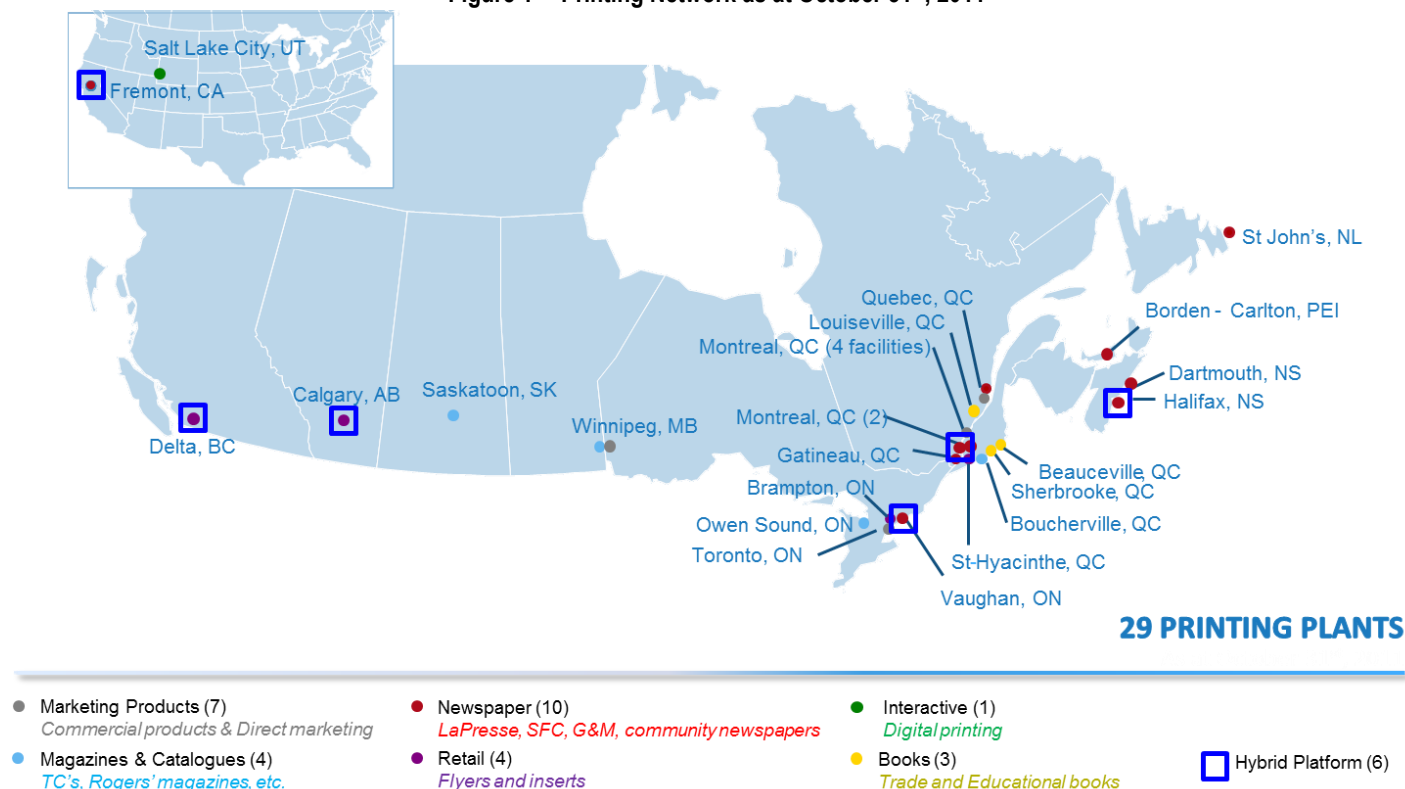 Salt Lake City, UT
Fremont, CA
St John's, NL
Quebec, QC
Borden - Carlton, PEI
Louiseville, QC
Montreal, QC (4 facilities)
Dartmouth, NS
Calgary, AB
Saskatoon, SK
Halifax, NS
Montreal, QC (2)
Winnipeg, MB
Delta, BC
Gatineau, QC
Beauceville, QC
Brampton, ON
Sherbrooke, QC
Owen Sound, ON
Boucherville, QC
Toronto, ON
St-Hyacinthe, QC
Vaughan, ON
29 PRINTING PLANTS
Marketing Products (7)
Commercial products & Direct marketing
Newspaper (10)
LaPresse, SFC, G&M, community newspapers
Interactive (1)
Digital printing
Magazines & Catalogues (4)
TC's, Rogers' magazines, etc.
Retail (4)
Flyers and inserts
Books (3)
Trade and Educational books
Hybrid Platform (6)